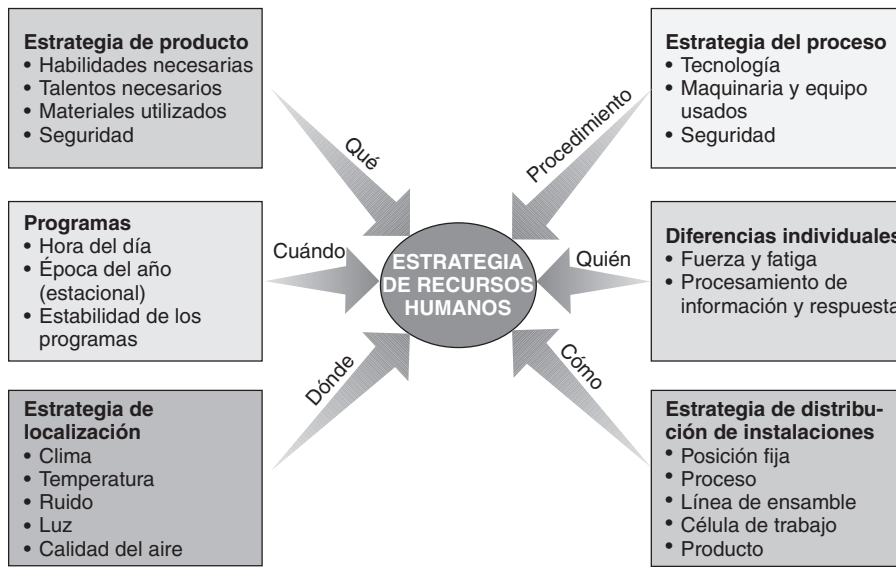 Estrategia de producto
• Habilidades necesarias
• Talentos necesarios
• Materiales utilizados
• Seguridad
Qué
Estrategia del proceso
• Tecnología
• Maquinaria y equipo
usados
• Seguridad
Procedimiento
Programas
• Hora del día
• Época del año
(estacional)
• Estabilidad de los
programas
Cuándo
ESTRATEGIA
DE RECURSOS
HUMANOS
Quién
Diferencias individuales
• Fuerza y fatiga
• Procesamiento de
información y respuesta
Estrategia de
localización
• Clima
• Temperatura
• Ruido
• Luz
• Calidad del aire
Dónde
Cómo
Estrategia de distribu-
ción de instalaciones
• Posición fija
• Proceso
• Línea de ensamble
• Célula de trabajo
• Producto